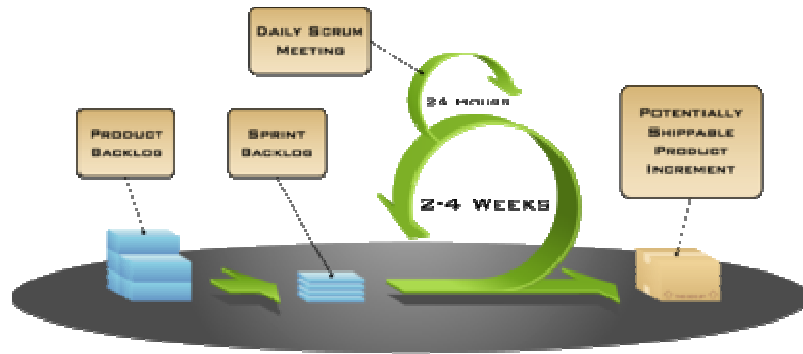 DAILY SCRUM
MEETING
24 HOURS
PRODUCT
BACKLOG
SPRINT
BACKLOG
POTENTIALLY
SHIPPABLE
PRODUCT
INCREMENT
2-4 WEEKS